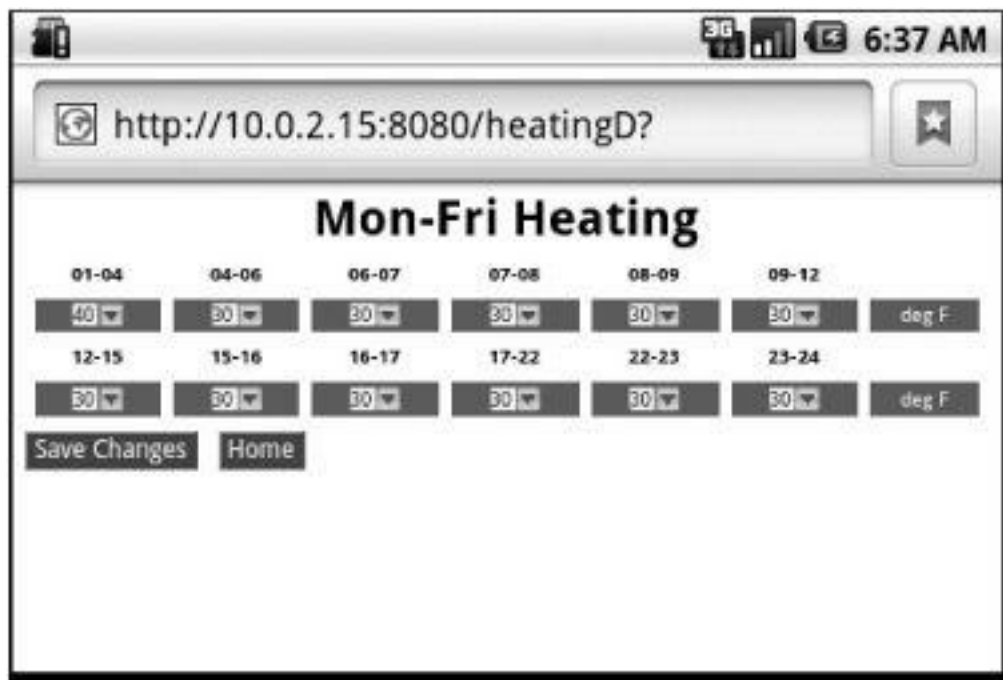 3G
6:37 AM
http://10.0.2.15:8080/heatingD?
Mon-Fri Heating
01-04 04-06 06-07 07-08 08-09 09-12
40 30 30 30 30 30 deg F
12-15 15-16 16-17 17-22 22-23 23-24
30 30 30 30 30 30 deg F
Save Changes Home